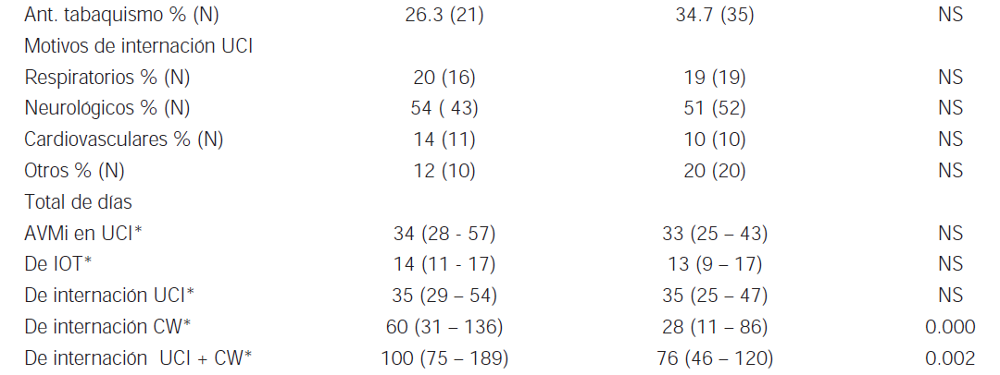 Ant. tabaquismo % (N) 26.3 (21) 34.7 (35) NS
Motivos de internación UCI
Respiratorios % (N) 20 (16) 19 (19) NS
Neurológicos % (N) 54 ( 43) 51 (52) NS
Cardiovasculares % (N) 14 (11) 10 (10) NS
Otros % (N) 12 (10) 20 (20) NS
Total de días
AVMi en UCI* 34 (28 - 57) 33 (25 – 43) NS
De IOT* 14 (11 - 17) 13 (9 – 17) NS
De internación UCI* 35 (29 – 54) 35 (25 – 47) NS
De internación CW* 60 (31 – 136) 28 (11 – 86) 0.000
De internación UCI + CW* 100 (75 – 189) 76 (46 – 120) 0.002